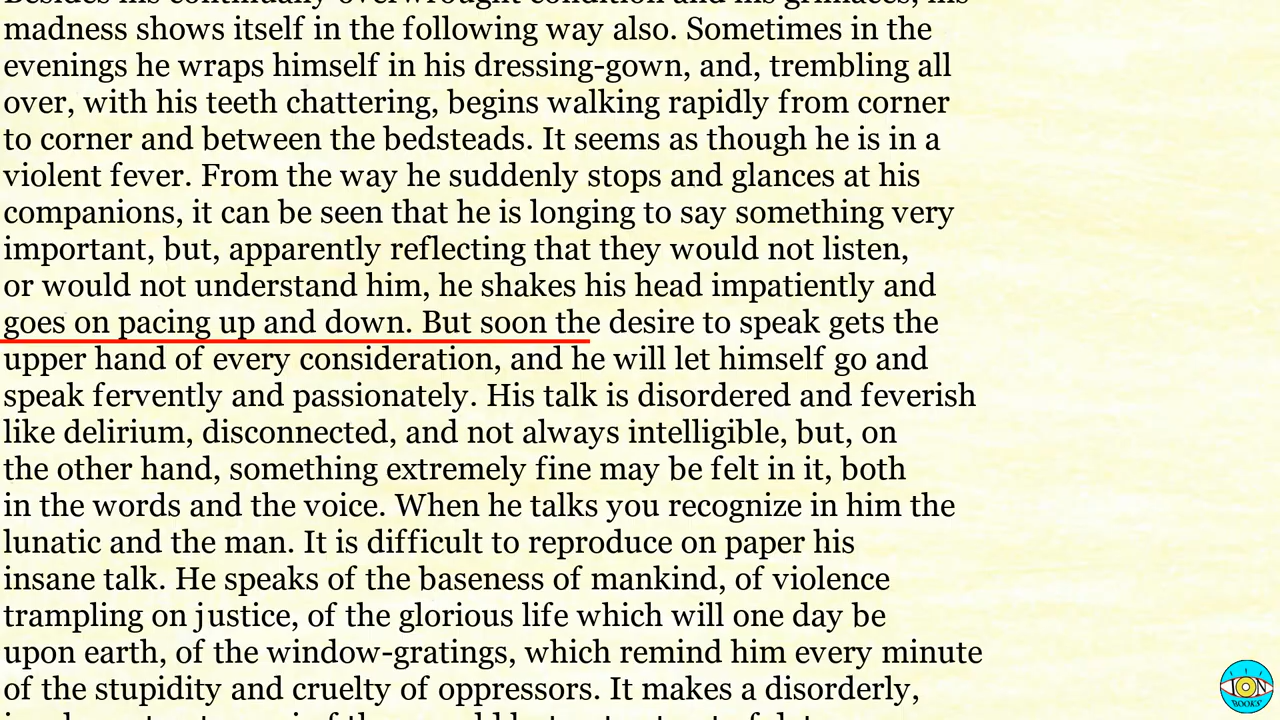 madness shows itself in the following way also. Sometimes in the
evenings he wraps himself in his dressing-gown, and, trembling all
over, with his teeth chattering, begins walking rapidly from corner
to corner and between the bedsteads. It seems as though he is in a
violent fever. From the way he suddenly stops and glances at his
companions, it can be seen that he is longing to say something very
important, but, apparently reflecting that they would not listen,
or would not understand him, he shakes his head impatiently and
goes on pacing up and down. But soon the desire to speak gets the
upper hand of every consideration, and he will let himself go and
speak fervently and passionately. His talk is disordered and feverish
like delirium, disconnected, and not always intelligible, but, on
the other hand, something extremely fine may be felt in it, both
in the words and the voice. When he talks you recognize in him the
lunatic and the man. It is difficult to reproduce on paper his
insane talk. He speaks of the baseness of mankind, of violence
trampling on justice, of the glorious life which will one day be
upon earth, of the window-gratings, which remind him every minute
of the stupidity and cruelty of oppressors. It makes a disorderly,
ION
BOOKS